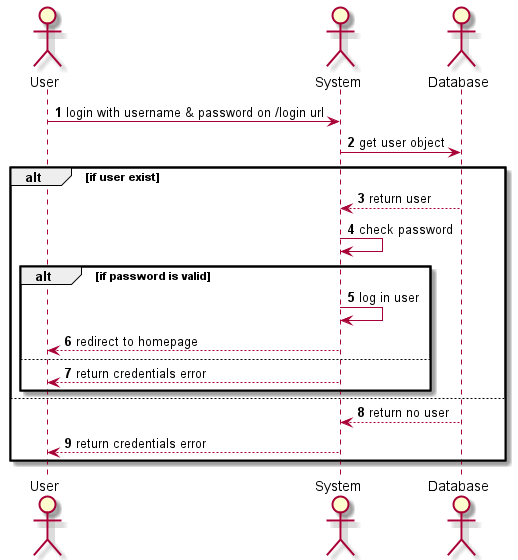 User System Database
1 login with username & password on /login url
2 get user object
alt [if user exist]
3 return user
4 check password
alt [if password is valid]
5 log in user
6 redirect to homepage
7 return credentials error
8 return no user
9 return credentials error
User System Database